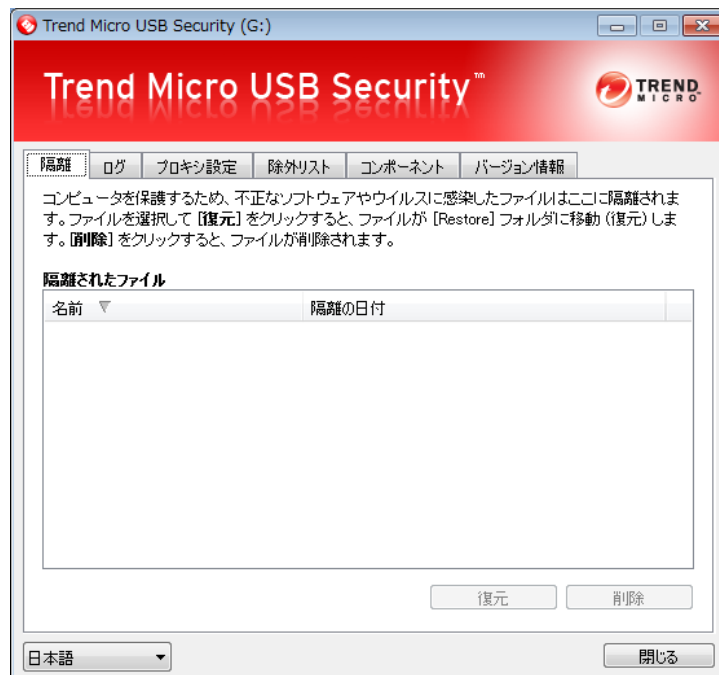 Trend Micro USB Security (G:)
Trend Micro USB Security™
TREND
MICRO
隔離 ログ プロキシ設定 除外リスト コンポーネント バージョン情報
コンピュータを保護するため、不正なソフトウェアやウイルスに感染したファイルはここに隔離されま
す。ファイルを選択して [復元] をクリックすると、ファイルが [Restore] フォルダに移動 (復元) しま
す。[削除] をクリックすると、ファイルが削除されます。
隔離されたファイル
名前 隔離の日付
復元 削除
日本語 閉じる